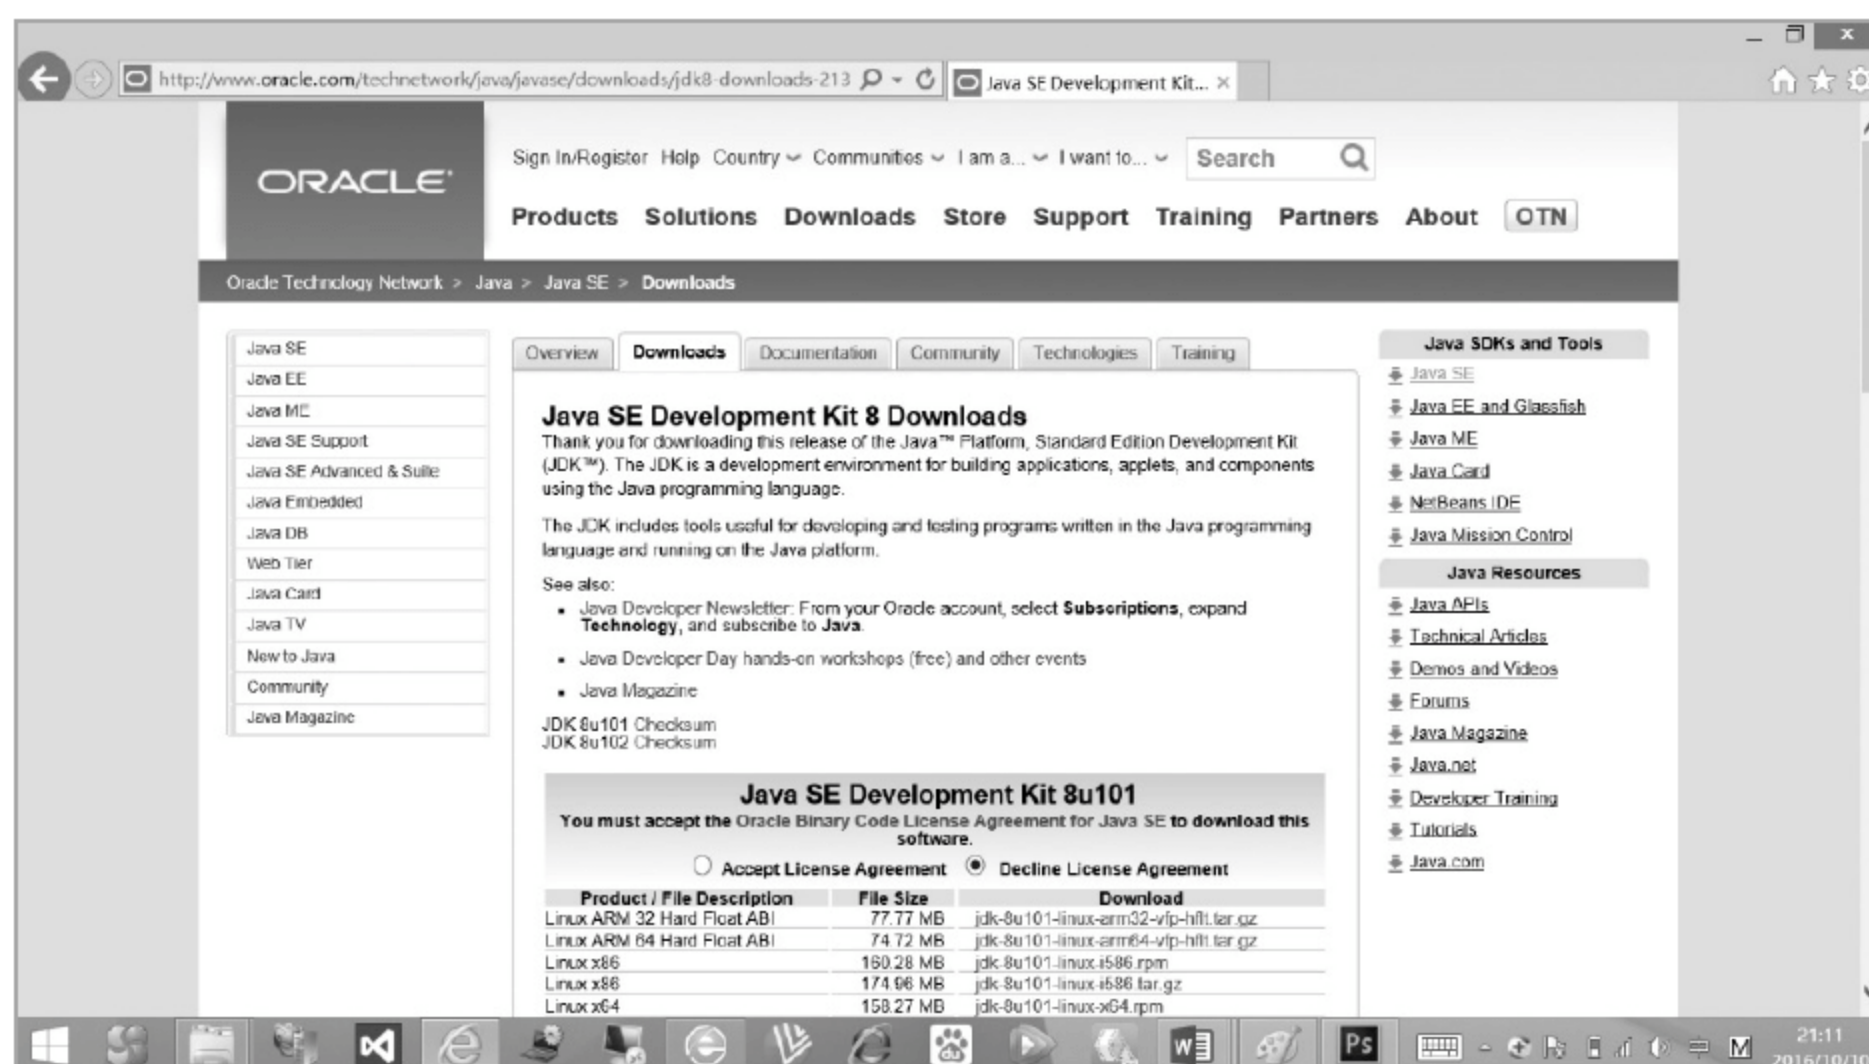 http://www.oracle.com/technetwork/java/javase/downloads/jdk8-downloads-213
Java SE Development Kit...
ORACLE
Sign In/Register Help Country Communities I am a... I want to... Search
Products Solutions Downloads Store Support Training Partners About OTN
Oracle Technology Network > Java > Java SE > Downloads
Java SE
Java EE
Java ME
Java SE Support
Java SE Advanced & Suite
Java Embedded
Java DB
Web Tier
Java Card
Java TV
New to Java
Community
Java Magazine
Overview Downloads Documentation Community Technologies Training
Java SE Development Kit 8 Downloads
Thank you for downloading this release of the Java™ Platform, Standard Edition Development Kit
(JDK™). The JDK is a development environment for building applications, applets, and components
using the Java programming language.
The JDK includes tools useful for developing and testing programs written in the Java programming
language and running on the Java platform.
See also:
Java Developer Newsletter: From your Oracle account, select Subscriptions, expand
Technology, and subscribe to Java.
Java Developer Day hands-on workshops (free) and other events
Java Magazine
JDK 8u101 Checksum
JDK 8u102 Checksum
Java SE Development Kit 8u101
You must accept the Oracle Binary Code License Agreement for Java SE to download this
software.
Accept License Agreement Decline License Agreement
Product / File Description File Size Download
Linux ARM 32 Hard Float ABI 77.77 MB jdk-8u101-linux-arm32-vfp-hflt.tar.gz
Linux ARM 64 Hard Float ABI 74.72 MB jdk-8u101-linux-arm64-vfp-hflt.tar.gz
Linux x86 160.28 MB jdk-8u101-linux-i586.rpm
Linux x86 174.96 MB jdk-8u101-linux-i586.tar.gz
Linux x64 158.27 MB jdk-8u101-linux-x64.rpm
Java SDKs and Tools
Java SE
Java EE and Glassfish
Java ME
Java Card
NetBeans IDE
Java Mission Control
Java Resources
Java APIs
Technical Articles
Demos and Videos
Forums
Java Magazine
Java.net
Developer Training
Tutorials
Java.com
du
W
Ps
中
M
21:11